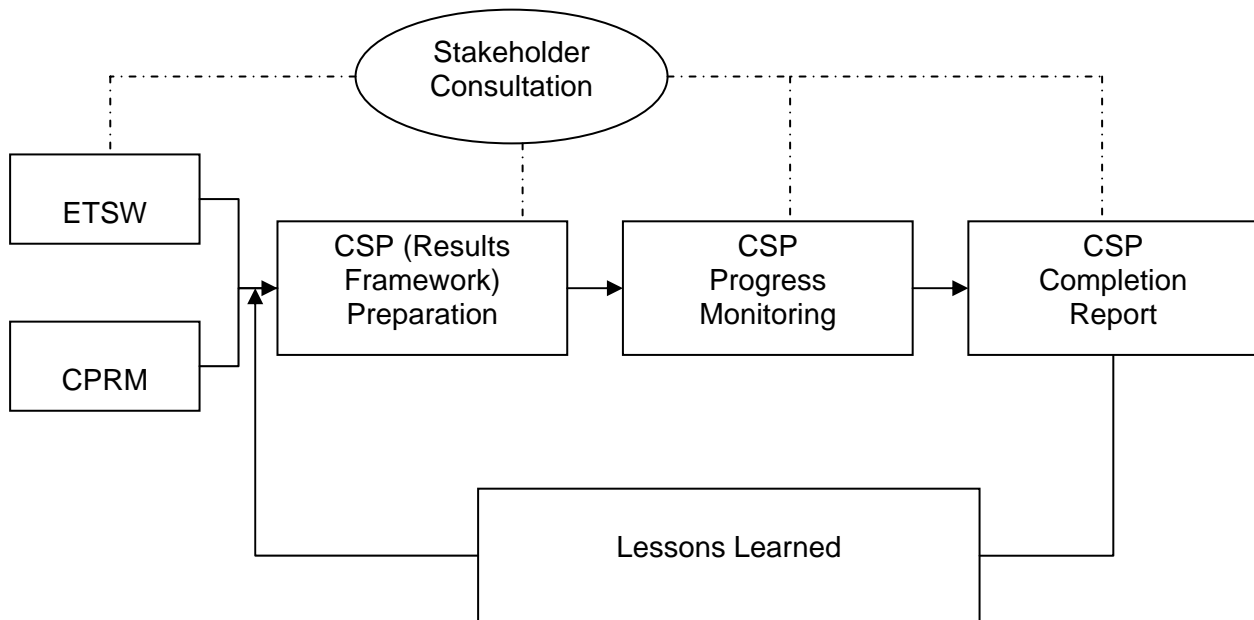 Stakeholder
Consultation
ETSW
CPRM
CSP (Results
Framework)
Preparation
CSP
Progress
Monitoring
CSP
Completion
Report
Lessons Learned